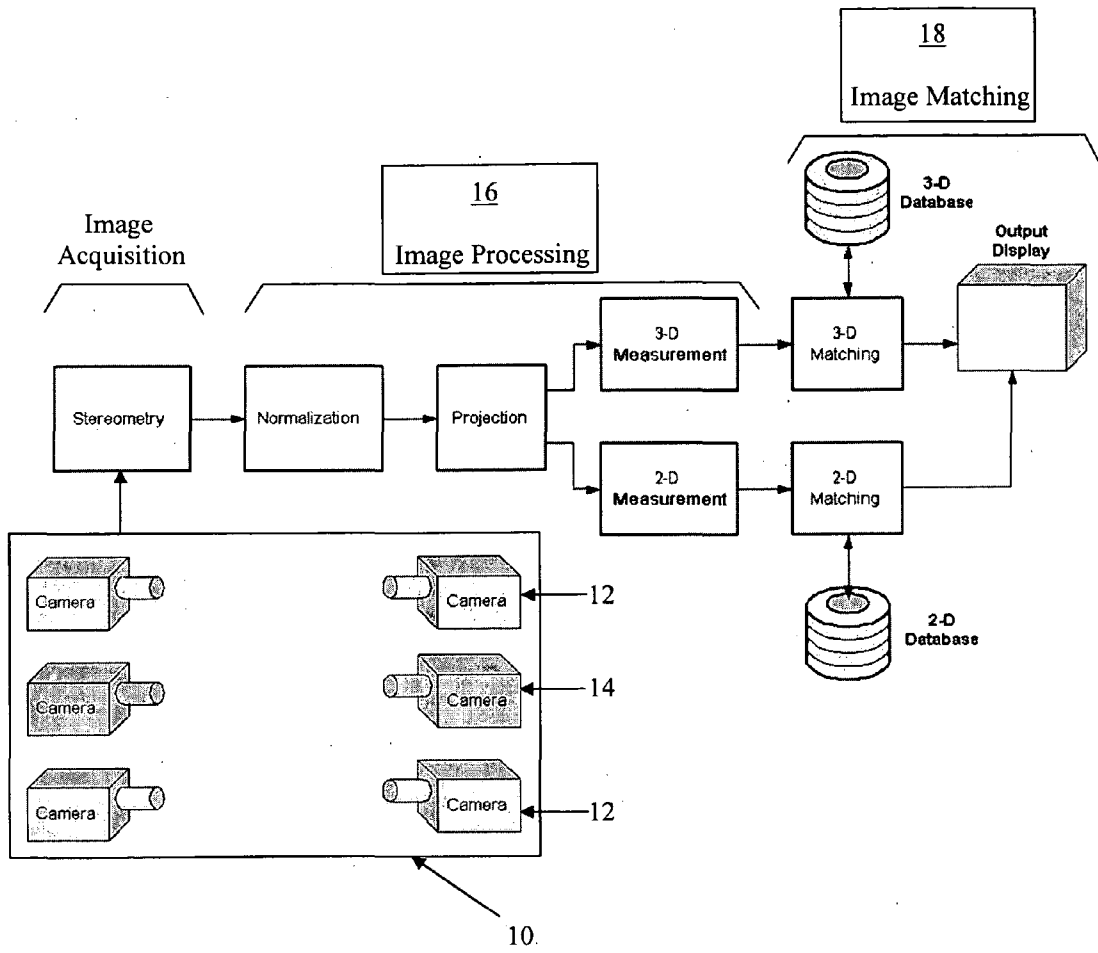 18
Image Matching
16
Image Processing
Image
Acquisition
3-D
Database
Output
Display
3-D
Measurement
3-D
Matching
Stereometry
Normalization
Projection
2-D
Measurement
2-D
Matching
Camera
Camera
12
2-D
Database
Camera
Camera
14
Camera
Camera
12
10